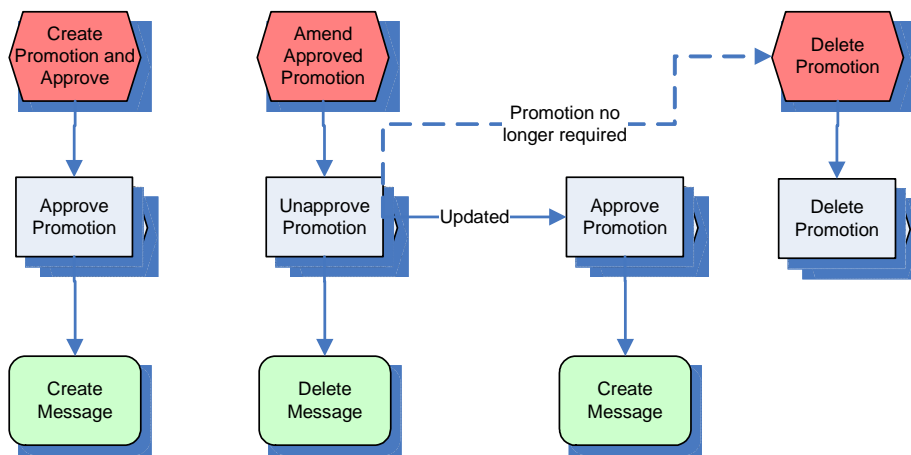 Create
Promotion and
Approve
Amend
Approved
Promotion
Delete
Promotion
Promotion no
longer required
Approve
Promotion
Unapprove
Promotion
Updated
Approve
Promotion
Delete
Promotion
Create
Message
Delete
Message
Create
Message